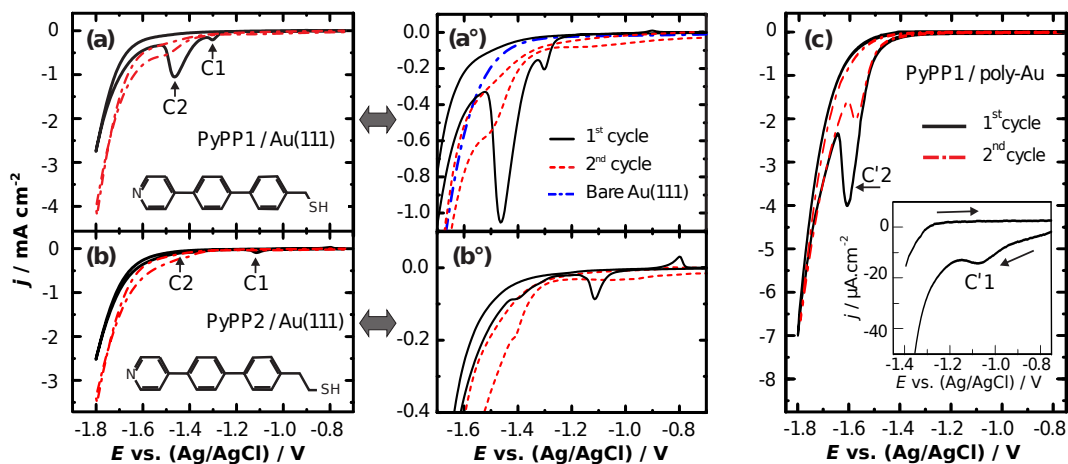 (a)
0
-1
-2
-3
-4
C1
C2
PyPP1 / Au(111)
N
SH
(b)
0
-1
-2
-3
C2
C1
PyPP2 / Au(111)
N
SH
j / mA cm⁻²
-1.8 -1.6 -1.4 -1.2 -1.0 -0.8
E vs. (Ag/AgCl) / V
(a°)
0.0
-0.2
-0.4
-0.6
-0.8
-1.0
1ˢᵗ cycle
2ⁿᵈ cycle
Bare Au(111)
(b°)
0.0
-0.2
-0.4
-1.6 -1.4 -1.2 -1.0 -0.8
E vs. (Ag/AgCl) / V
(c)
0
-1
-2
-3
-4
-5
-6
-7
-8
PyPP1 / poly-Au
1ˢᵗ cycle
2ⁿᵈ cycle
C'2
0
-20
-40
j / µA.cm⁻²
C'1
-1.4 -1.2 -1.0 -0.8
E vs. (Ag/AgCl) / V
-1.8 -1.6 -1.4 -1.2 -1.0 -0.8
E vs. (Ag/AgCl) / V